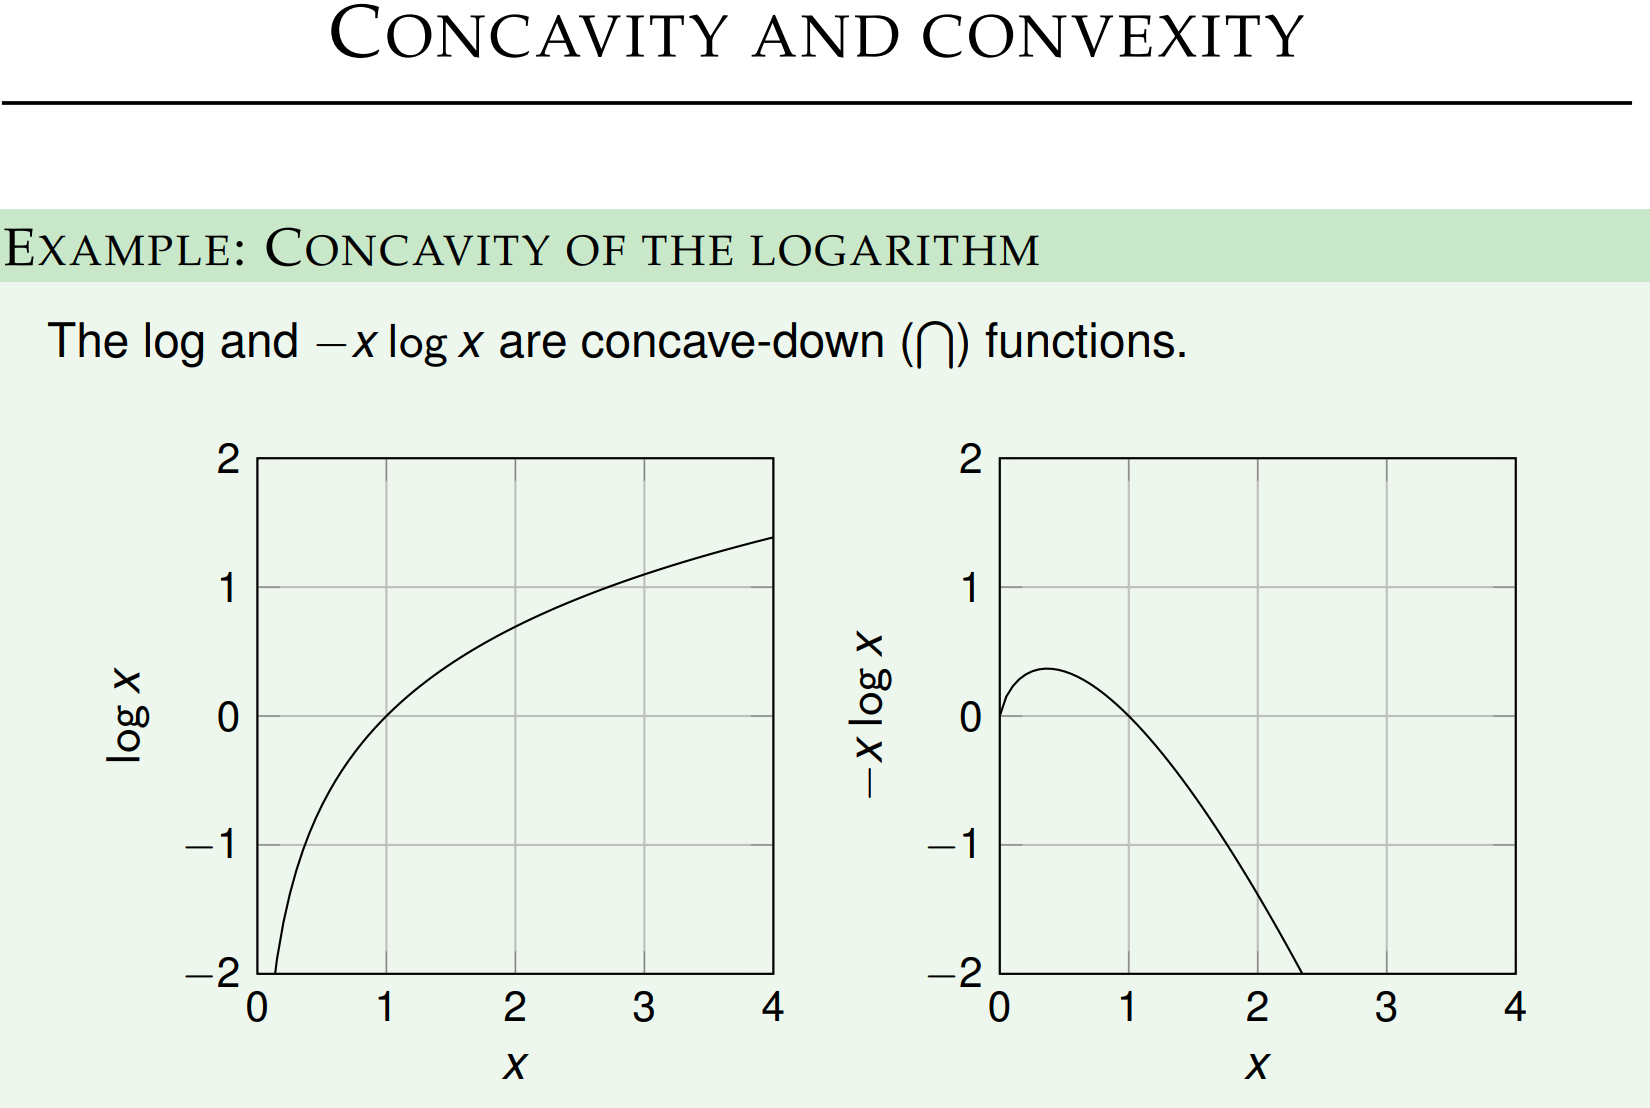 CONCAVITY AND CONVEXITY
EXAMPLE: CONCAVITY OF THE LOGARITHM
The log and −x log x are concave-down (⋂) functions.
log x
2
1
0
−1
−2
0 1 2 3 4
x
−x log x
2
1
0
−1
−2
0 1 2 3 4
x